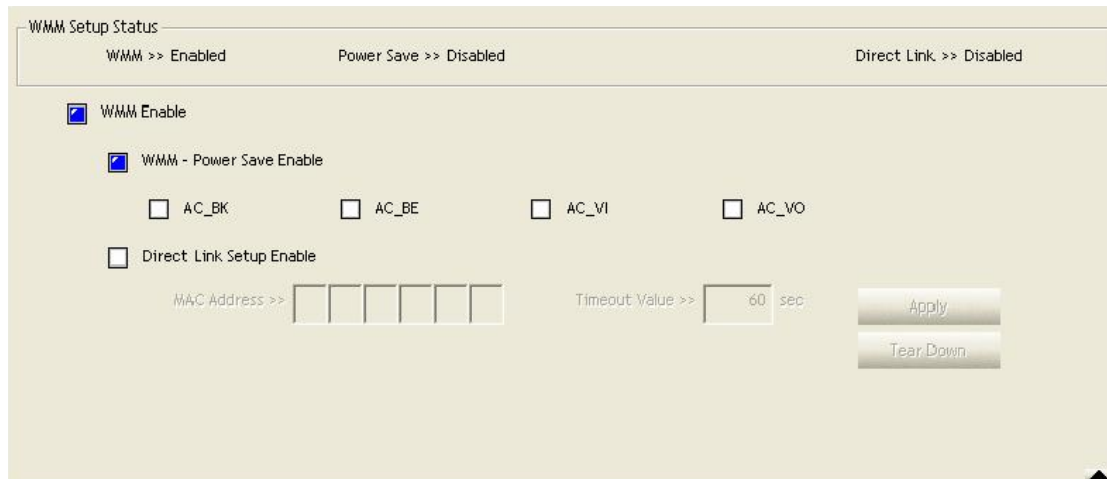 WMM Setup Status
WMM >> Enabled Power Save >> Disabled Direct Link >> Disabled
WMM Enable
WMM - Power Save Enable
AC_BK AC_BE AC_VI AC_VO
Direct Link Setup Enable
MAC Address >> Timeout Value >> 60 sec Apply
Tear Down